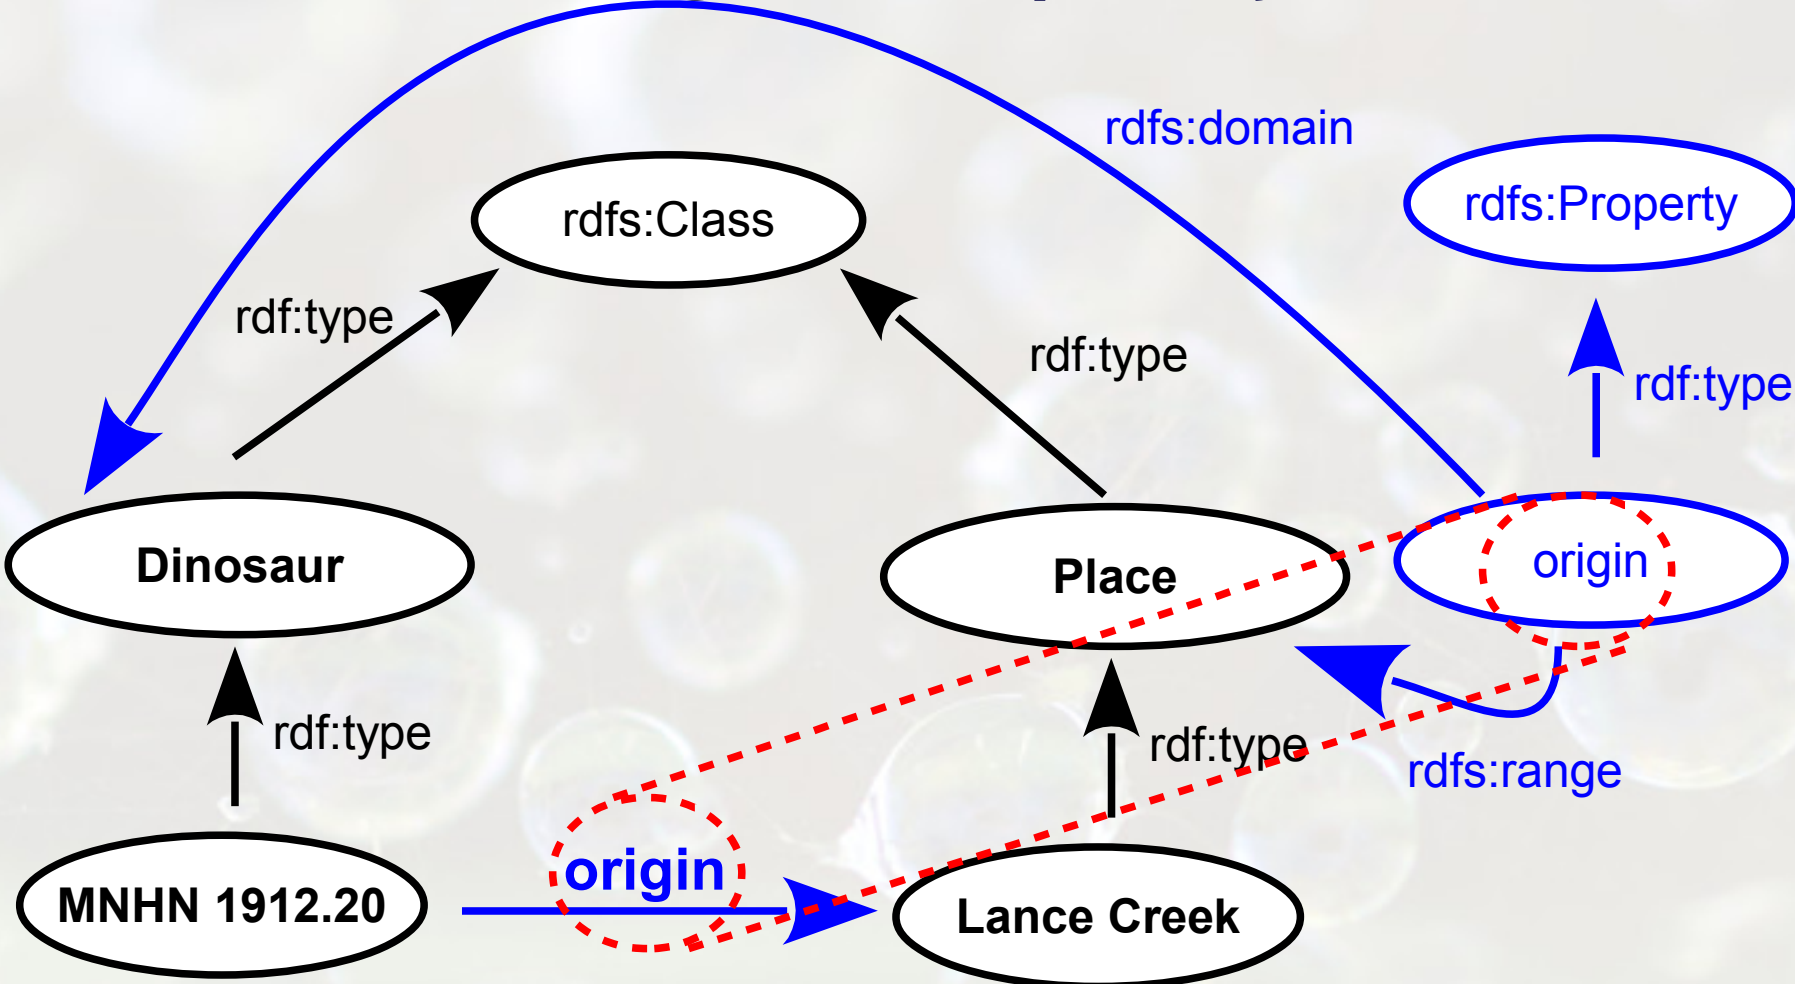 rdfs:domain
rdfs:Class
rdfs:Property
rdf:type
rdf:type
rdf:type
Dinosaur
Place
origin
rdf:type
rdf:type
rdfs:range
origin
MNHN 1912.20
Lance Creek